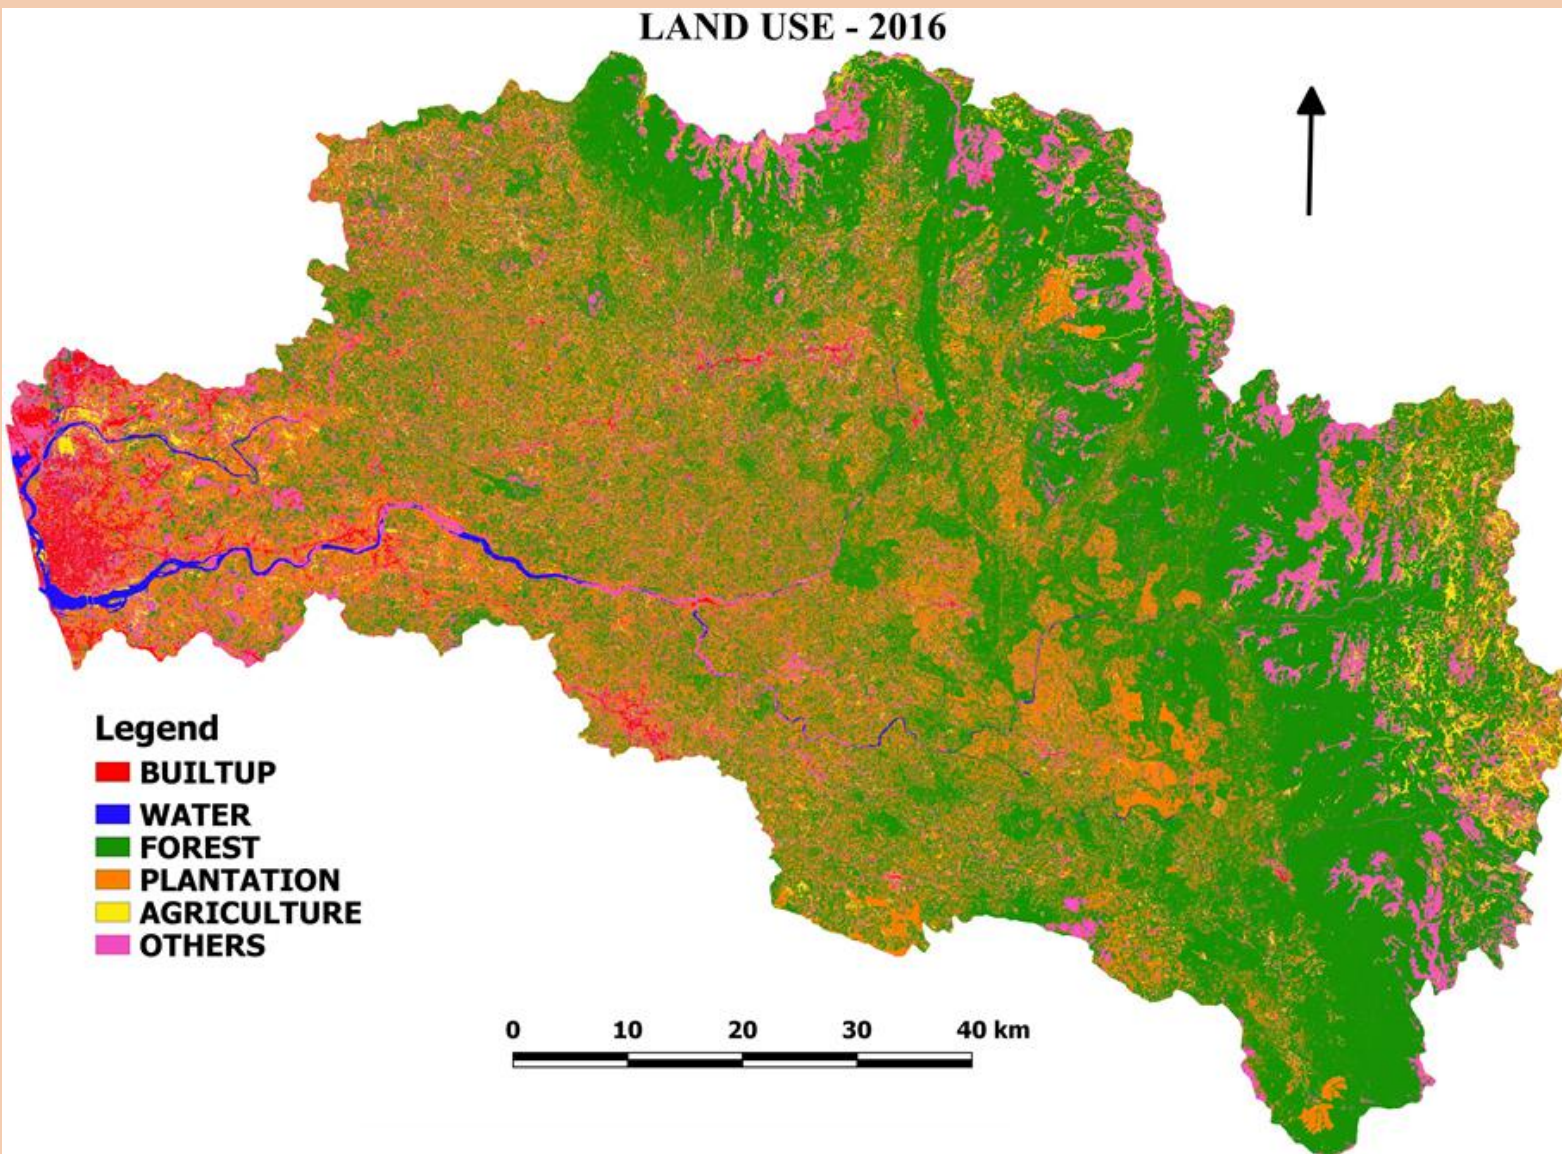 LAND USE - 2016
Legend
BUILTUP
WATER
FOREST
PLANTATION
AGRICULTURE
OTHERS
0 10 20 30 40 km